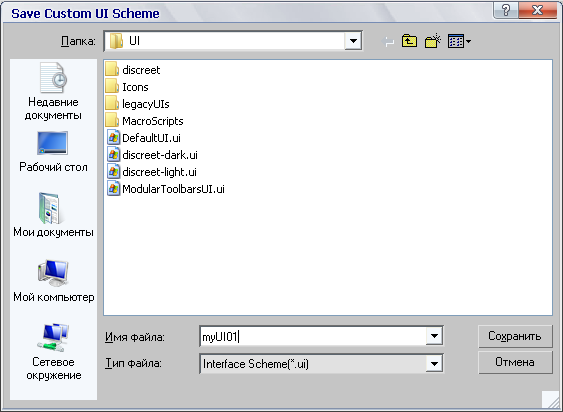 Save Custom UI Scheme
Папка:
UI
Недавние
документы
Рабочий стол
Мои документы
Мой компьютер
Сетевое
окружение
discreet
Icons
legacyUIs
MacroScripts
DefaultUI.ui
discreet-dark.ui
discreet-light.ui
ModularToolbarsUI.ui
Имя файла:
myUI01
Сохранить
Тип файла:
Interface Scheme(*.ui)
Отмена